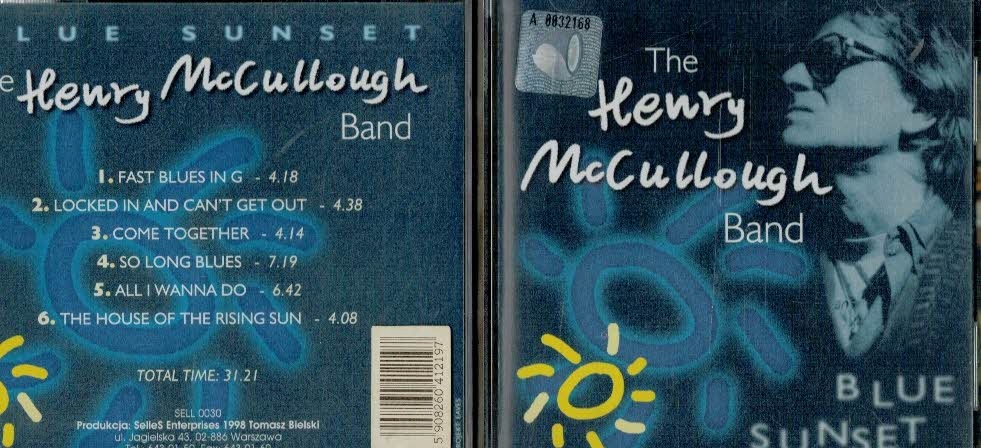 LUE SUNSET
e Henry McCullough
Band
1. FAST BLUES IN G - 4.18
2. LOCKED IN AND CAN'T GET OUT - 4.38
3. COME TOGETHER - 4.14
4. SO LONG BLUES - 7.19
5. ALL I WANNA DO - 6.42
6. THE HOUSE OF THE RISING SUN - 4.08
TOTAL TIME: 31.21
SELL 0030
Produkcja: SelleS Enterprises 1998 Tomasz Bielski
ul. Jagielska 43, 02-886 Warszawa
5 908260 412197
A 0032168
The
Henry
McCullough
Band
BLUE
SUNSET